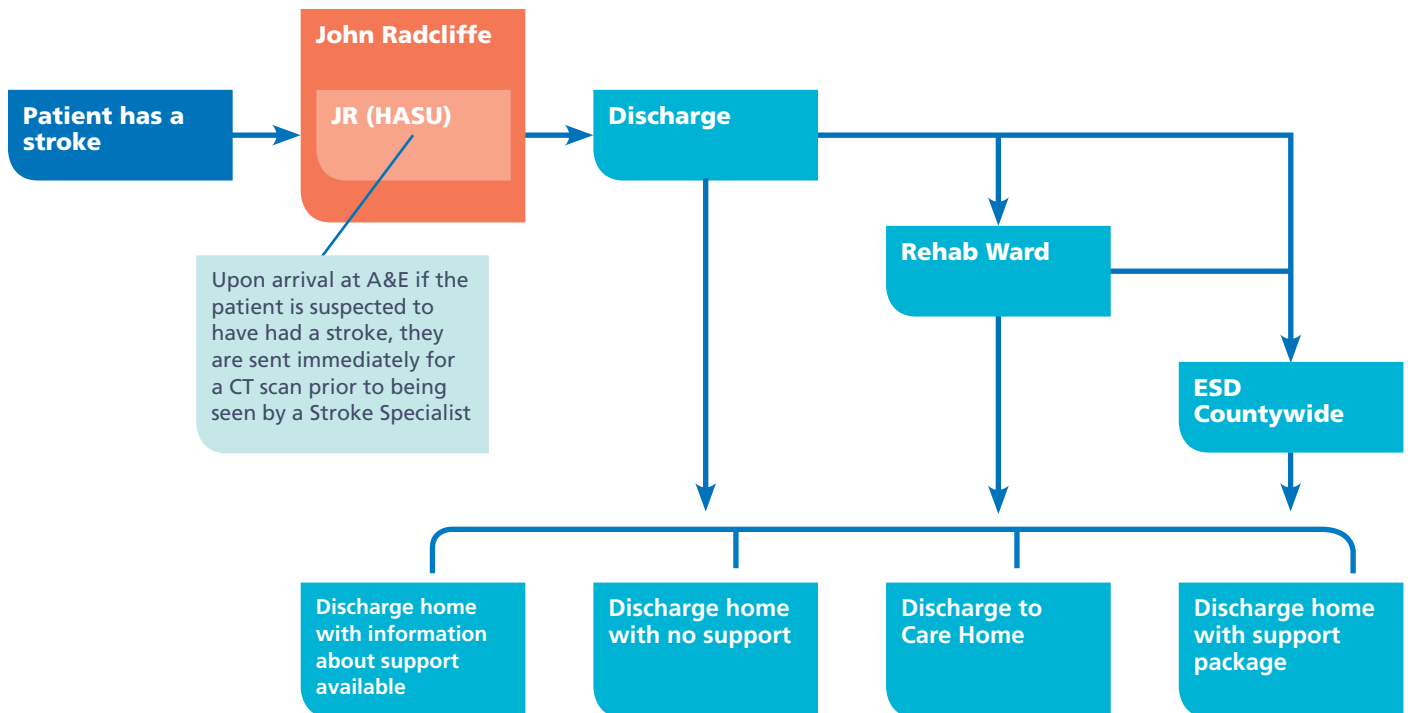 John Radcliffe
Patient has a
stroke
JR (HASU)
Discharge
Rehab Ward
Upon arrival at A&E if the
patient is suspected to
have had a stroke, they
are sent immediately for
a CT scan prior to being
seen by a Stroke Specialist
ESD
Countywide
Discharge home
with information
about support
available
Discharge home
with no support
Discharge to
Care Home
Discharge home
with support
package